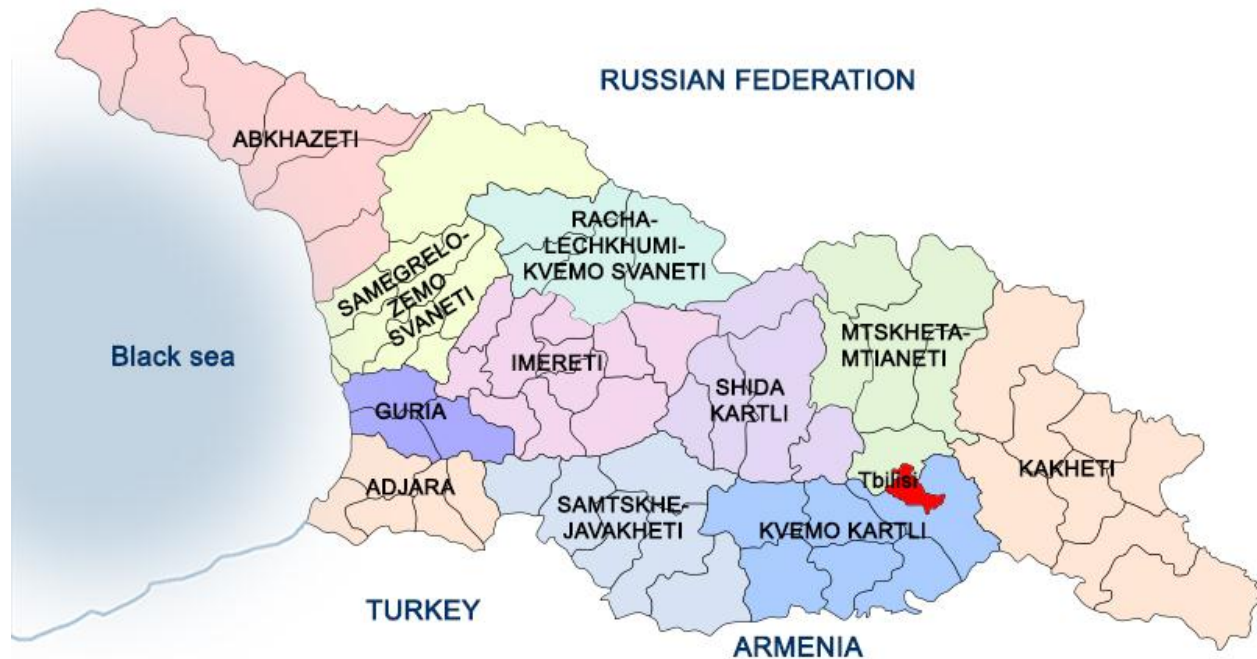 RUSSIAN FEDERATION
ABKHAZETI
RACHA-
LECHKHUMI-
KVEMO SVANETI
SAMEGRELO-
ZEMO
SVANETI
Black sea
MTSKHETA-
MTIANETI
IMERETI
SHIDA
KARTLI
GURIA
KAKHETI
Tbilisi
ADJARA
SAMTSKHE-
JAVAKHETI
KVEMO KARTLI
TURKEY
ARMENIA